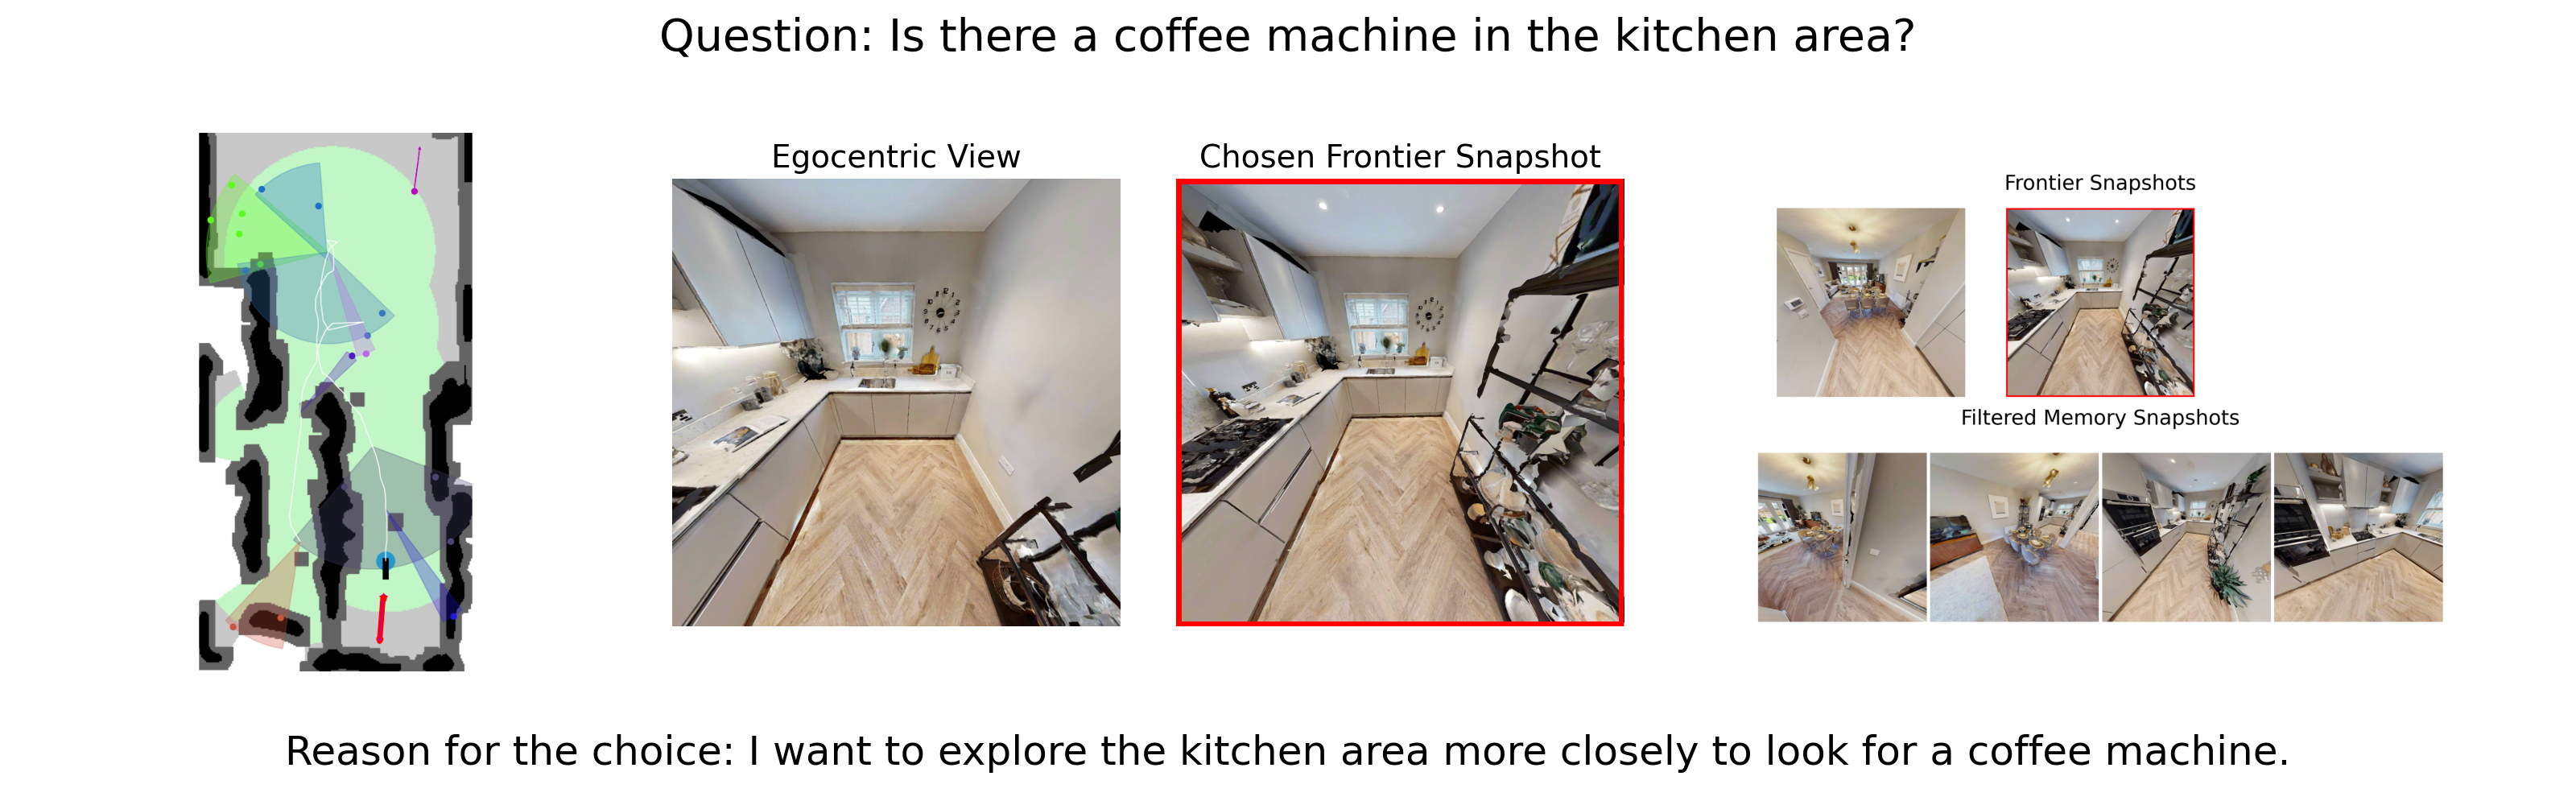 Question: Is there a coffee machine in the kitchen area?
Egocentric View
Chosen Frontier Snapshot
Frontier Snapshots
Filtered Memory Snapshots
Reason for the choice: I want to explore the kitchen area more closely to look for a coffee machine.